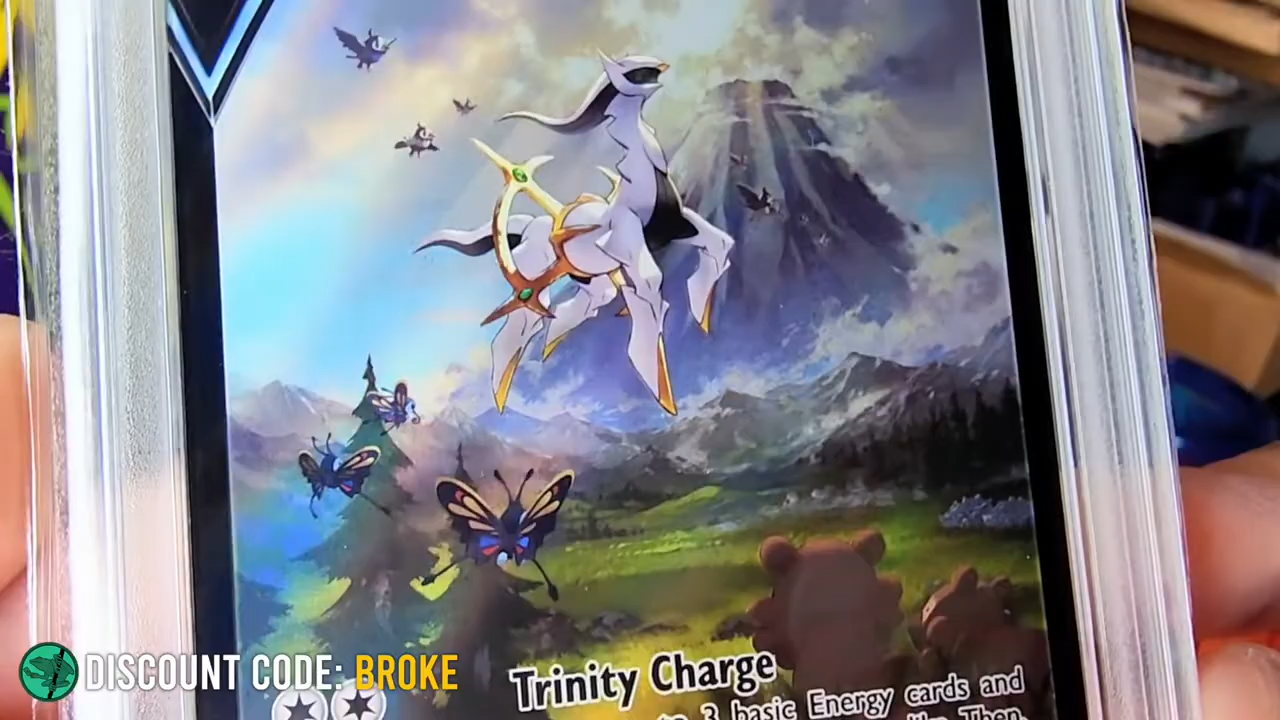 Trinity Charge
3 basic Energy cards and
Then,
DISCOUNT CODE: BROKE